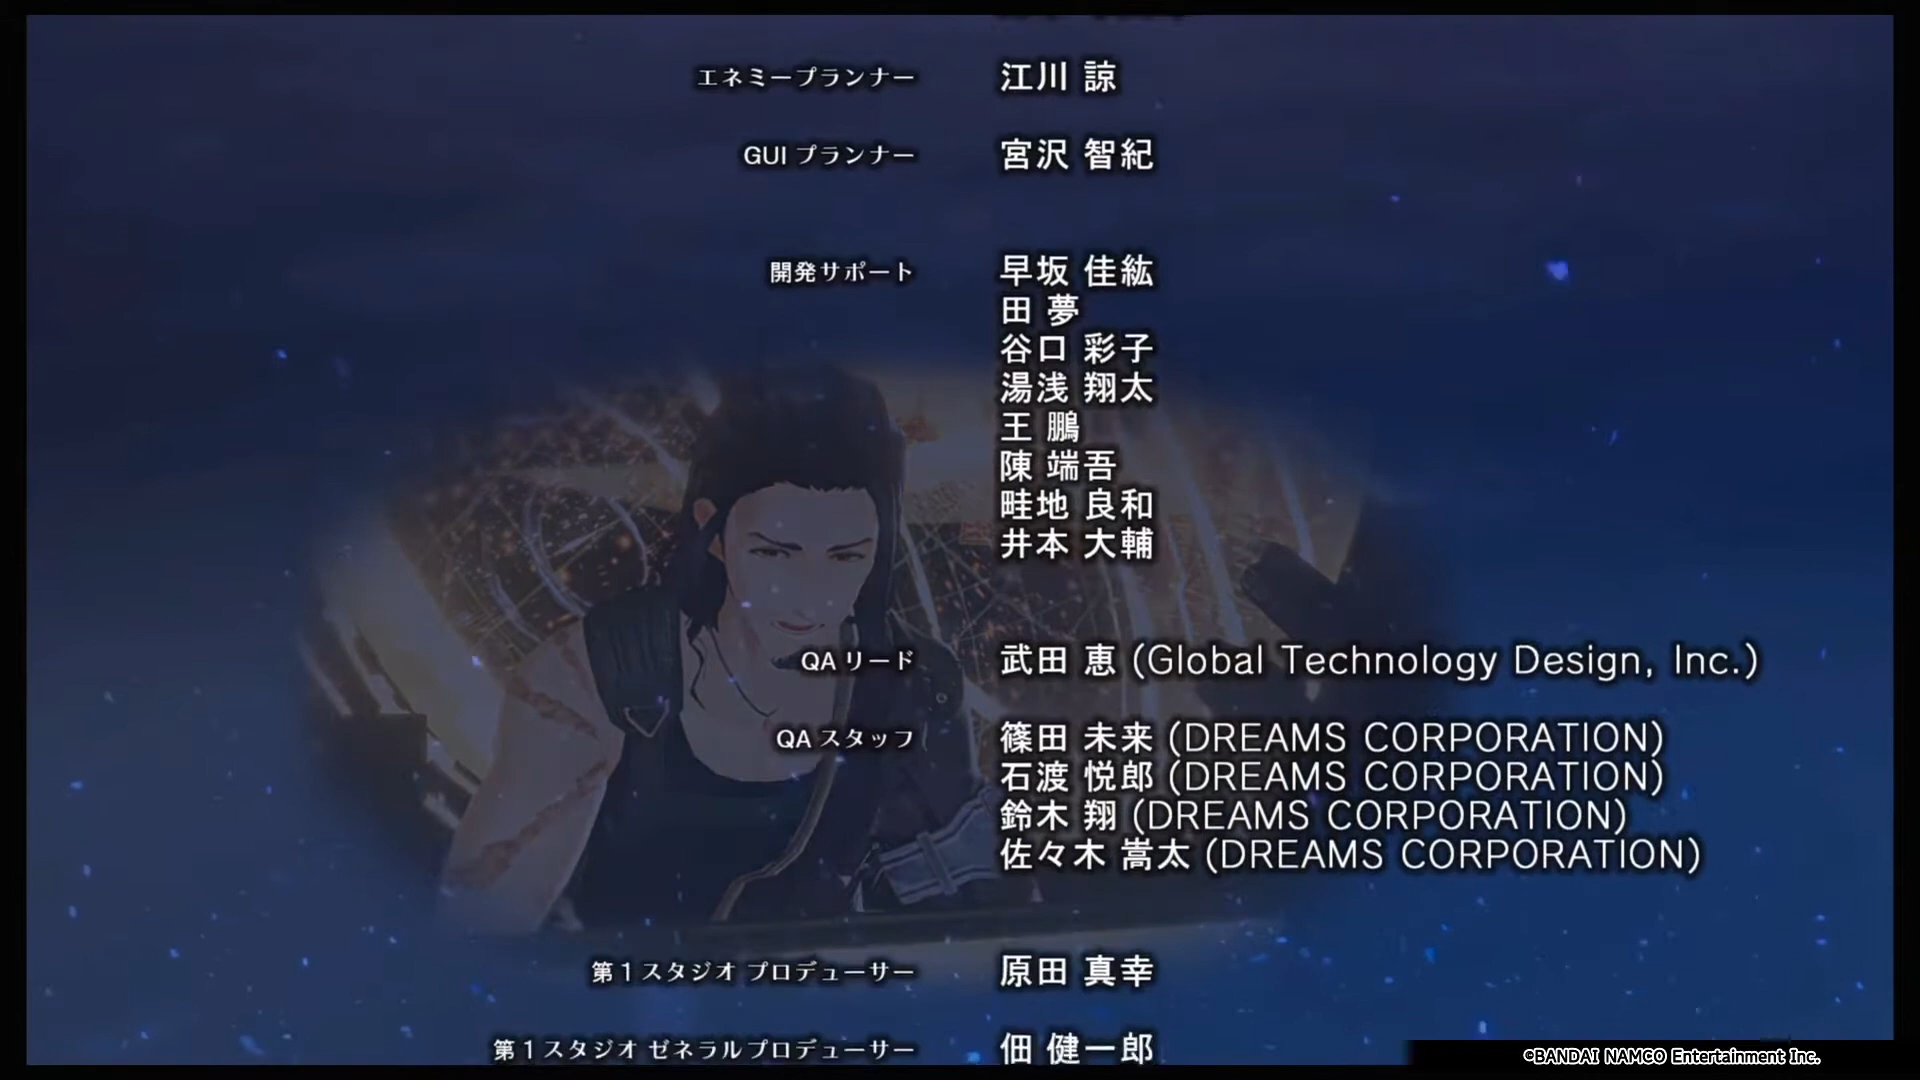 エネミープランナー 江川 諒
GUI プランナー 宮沢 智紀
開発サポート 早坂 佳紘
田 夢
谷口 彩子
湯浅 翔太
王 鵬
陳 端吾
畦地 良和
井本 大輔
QA リード 武田 恵 (Global Technology Design, Inc.)
QA スタッフ 篠田 未来 (DREAMS CORPORATION)
石渡 悦郎 (DREAMS CORPORATION)
鈴木 翔 (DREAMS CORPORATION)
佐々木 嵩太 (DREAMS CORPORATION)
第1スタジオ プロデューサー 原田 真幸
第1スタジオ ゼネラルプロデューサー 佃 健一郎
©BANDAI NAMCO Entertainment Inc.